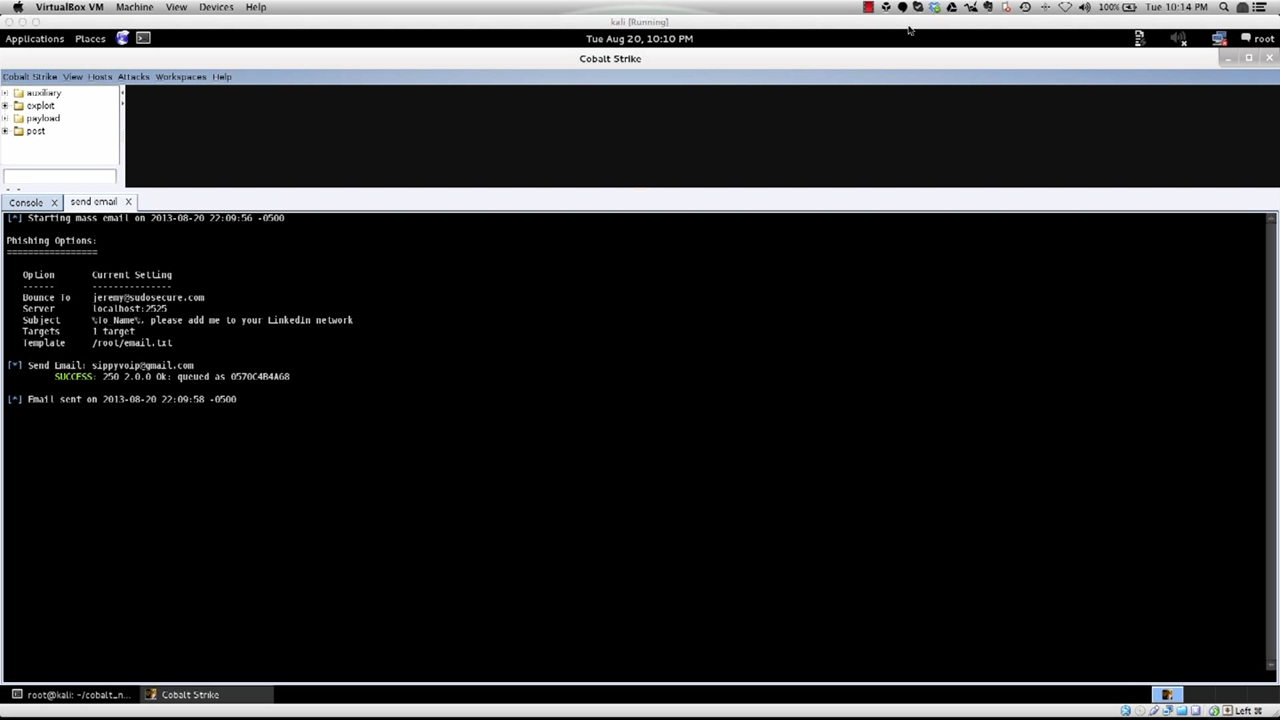 VirtualBox VM Machine View Devices Help 100% Tue 10:14 PM
kali [Running]
Applications Places Tue Aug 20, 10:10 PM root
Cobalt Strike
Cobalt Strike View Hosts Attacks Workspaces Help
auxiliary
exploit
payload
post
Console X send email X
[*] Starting mass email on 2013-08-20 22:09:56 -0500
Phishing Options:
=================
Option Current Setting
------ ---------------
Bounce To jeremy@sudosecure.com
Server localhost:2525
Subject %To Name%, please add me to your LinkedIn network
Targets 1 target
Template /root/email.txt
[*] Send Email: sippyvoip@gmail.com
SUCCESS: 250 2.0.0 Ok: queued as 0570C4B4A68
[*] Email sent on 2013-08-20 22:09:58 -0500
root@kali: ~/cobalt_n... Cobalt Strike
Left ⌘